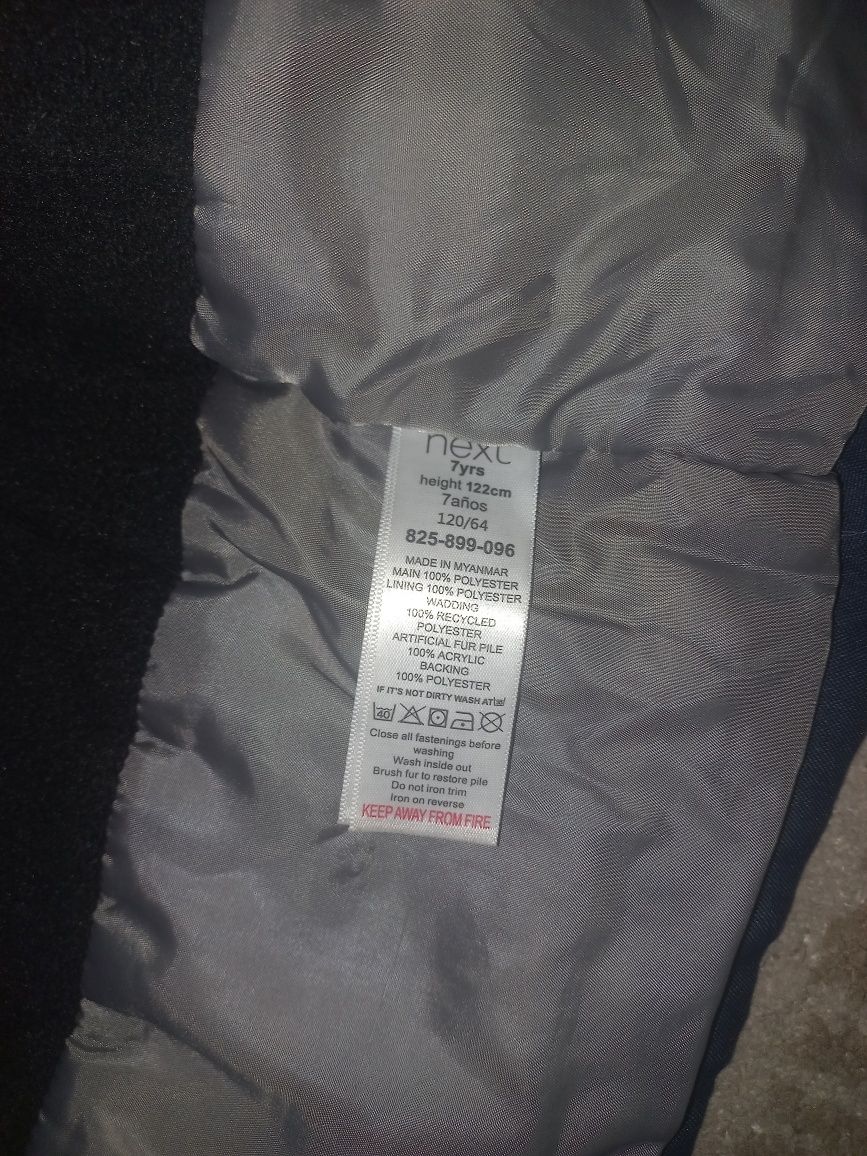 next
7yrs
height 122cm
7años
120/64
825-899-096
MADE IN MYANMAR
MAIN 100% POLYESTER
LINING 100% POLYESTER
WADDING
100% RECYCLED
POLYESTER
ARTIFICIAL FUR PILE
100% ACRYLIC
BACKING
100% POLYESTER
IF IT'S NOT DIRTY WASH AT
40
Close all fastenings before
washing
Wash inside out
Brush fur to restore pile
Do not iron trim
Iron on reverse
KEEP AWAY FROM FIRE